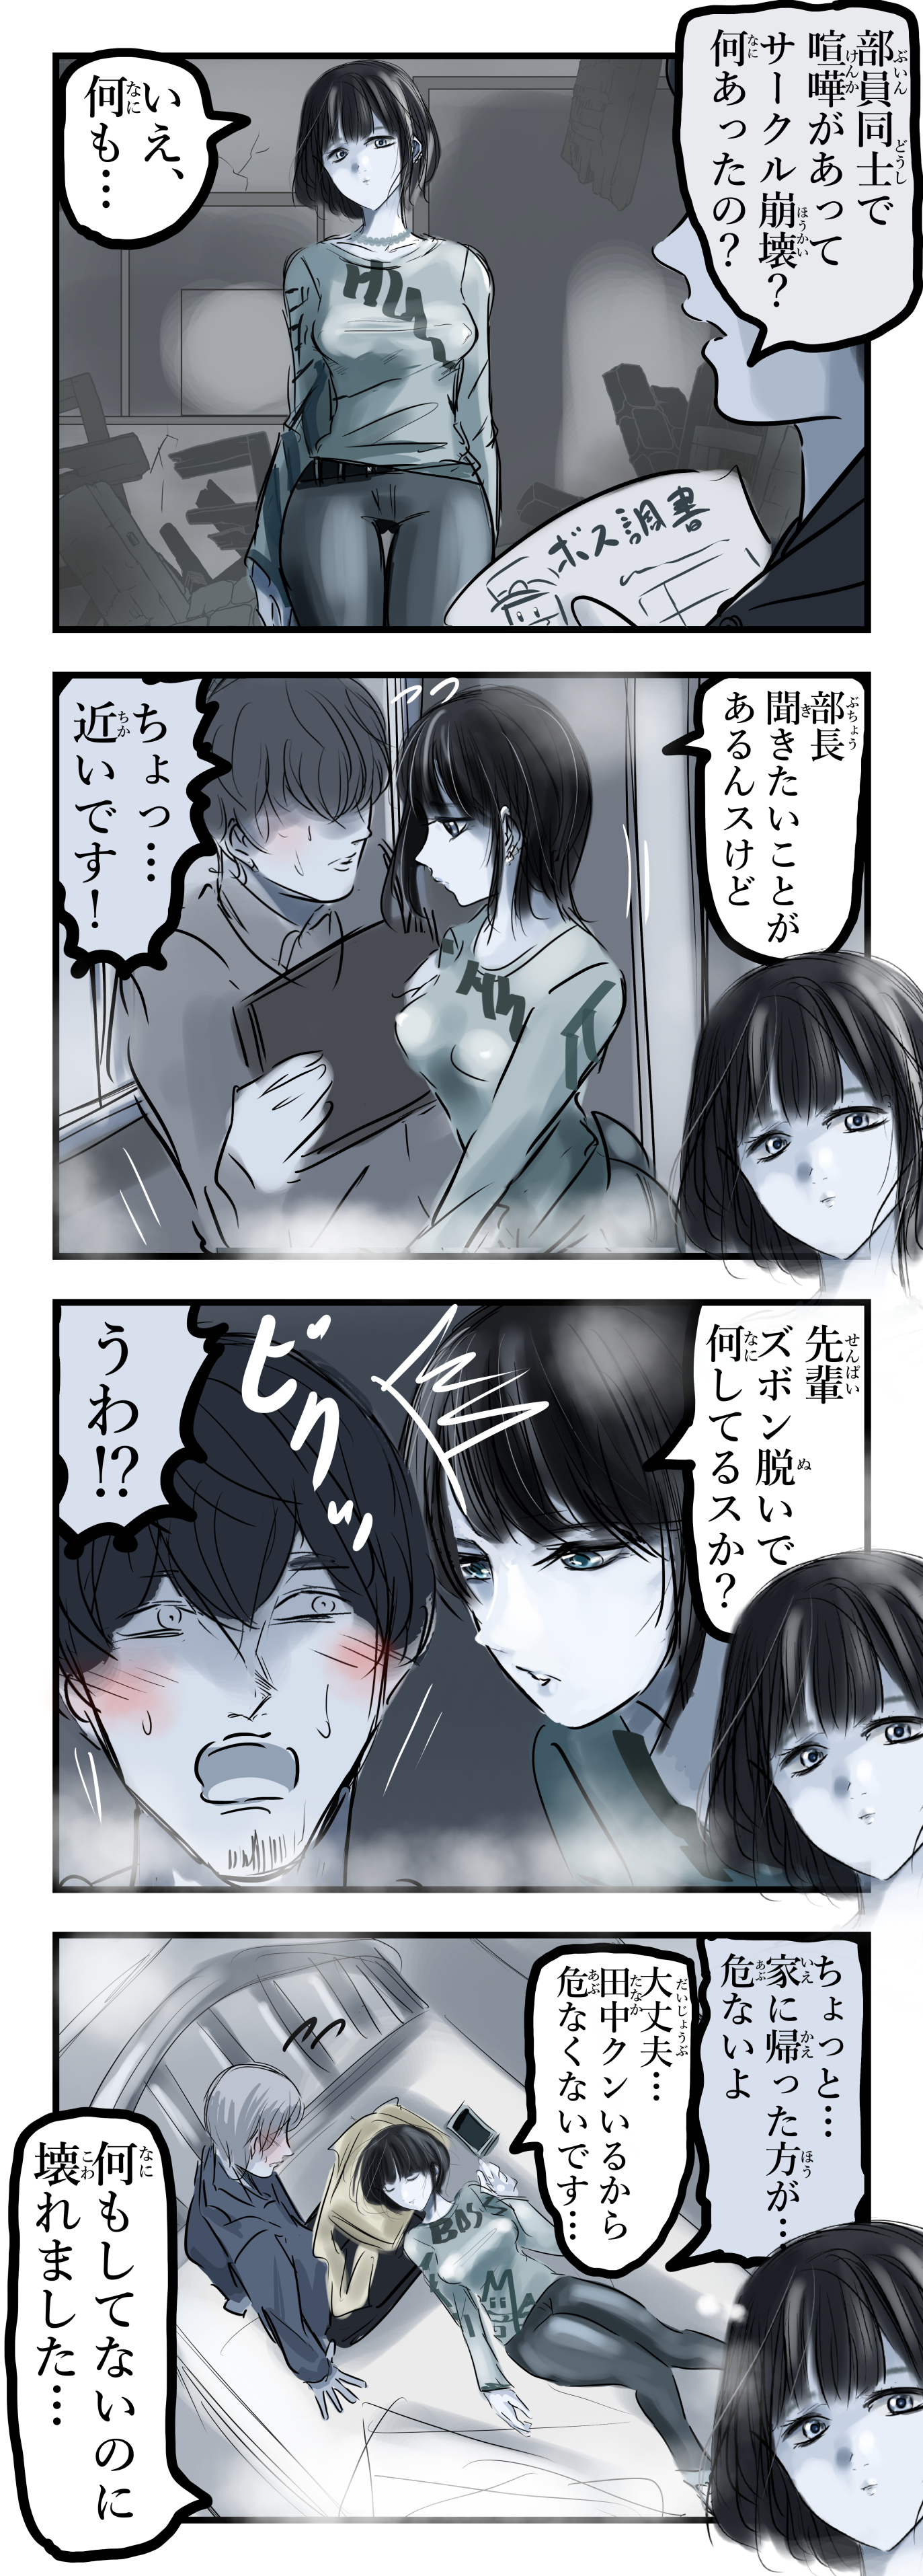 部員同士で
喧嘩があって
サークル崩壊?
何あったの?
いえ、
何も…
ボス調書
部長
聞きたいことが
あるんスけど
ちょっ…
近いです!
先輩
ズボン脱いで
何してるスか?
ビクッ
うわ!?
ちょっと…
家に帰った方が…
危ないよ
大丈夫…
田中クンいるから
危なくないです…
BOSS
何もしてないのに
壊れました…